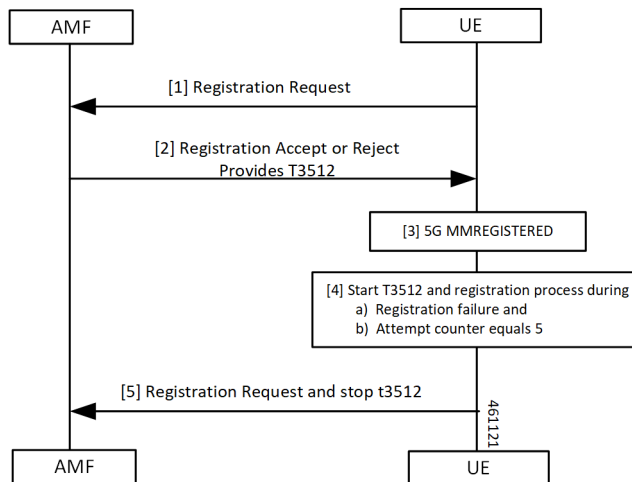 AMF
UE
[1] Registration Request
[2] Registration Accept or Reject
Provides T3512
[3] 5G MMREGISTERED
[4] Start T3512 and registration process during
a) Registration failure and
b) Attempt counter equals 5
[5] Registration Request and stop t3512
461121
AMF
UE